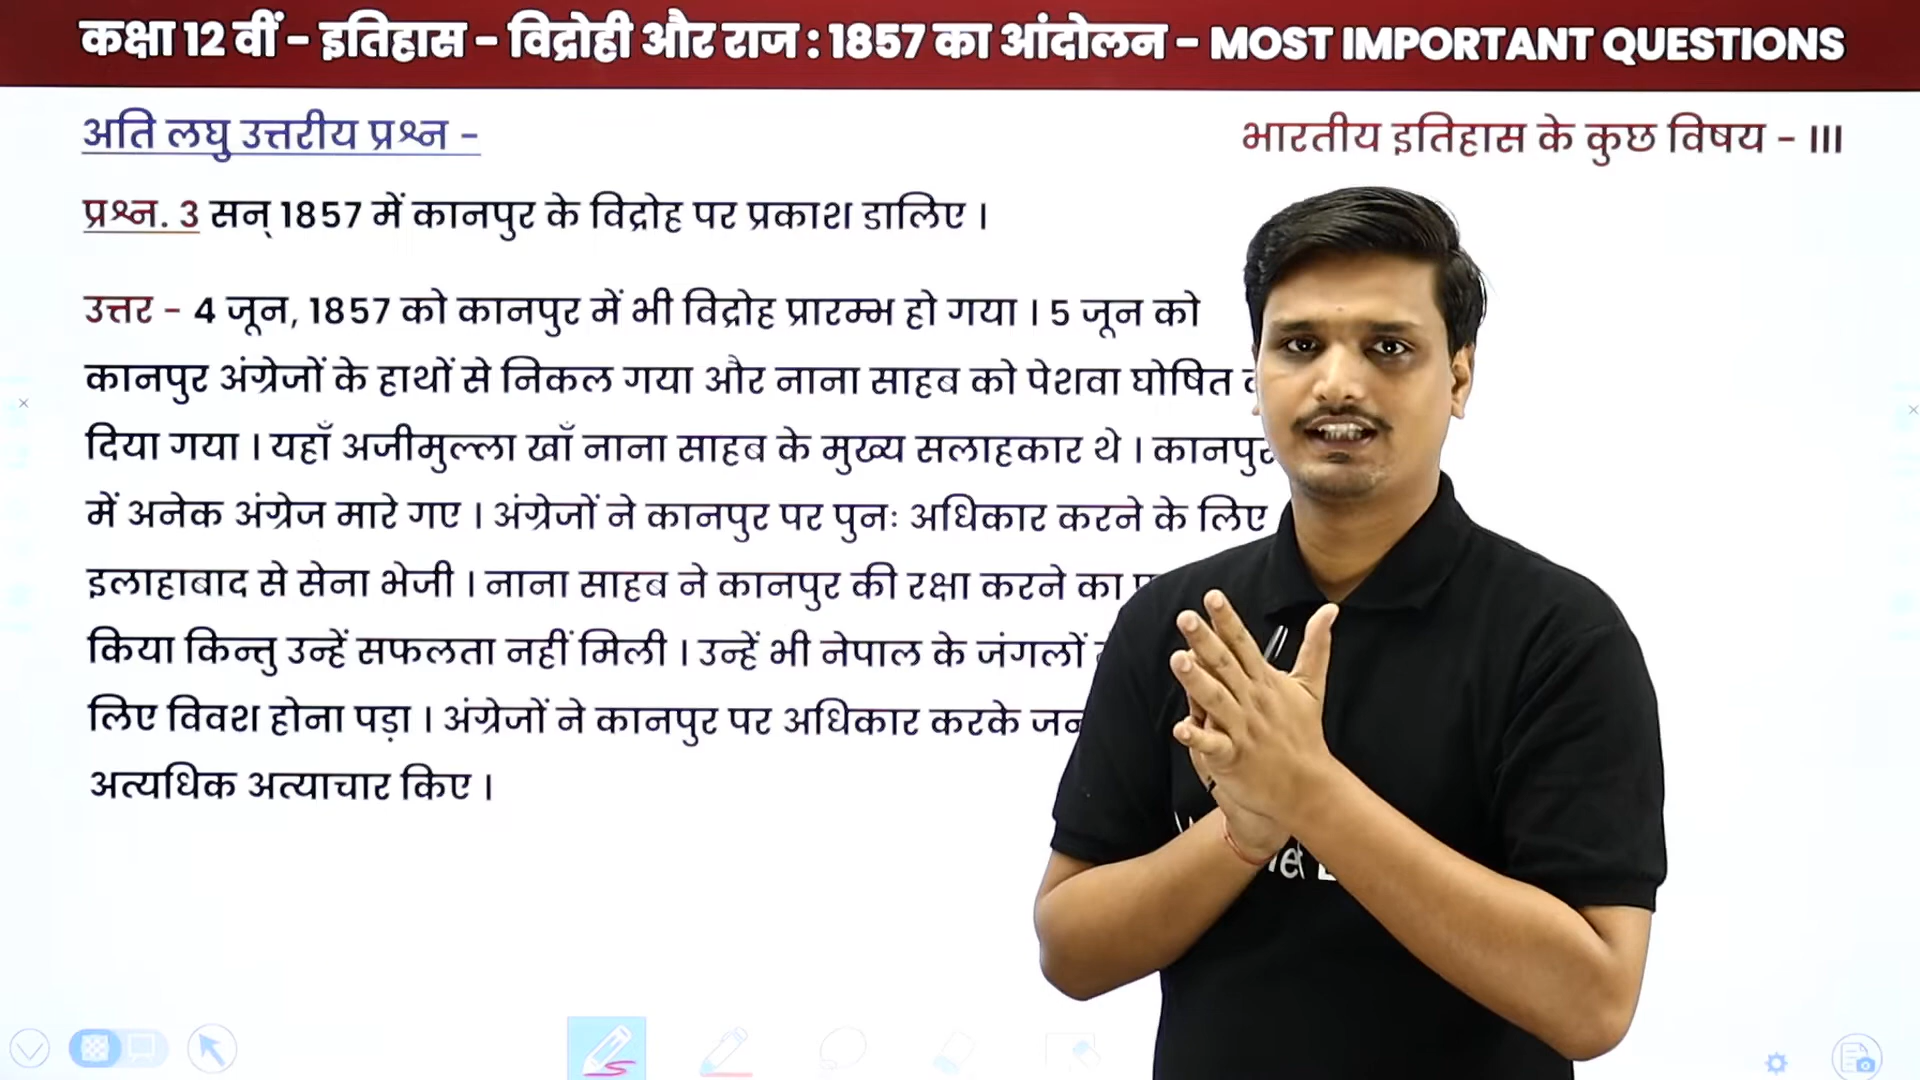 कक्षा 12 वीं - इतिहास - विद्रोही और राज : 1857 का आंदोलन - MOST IMPORTANT QUESTIONS
अति लघु उत्तरीय प्रश्न -
भारतीय इतिहास के कुछ विषय - III
प्रश्न. 3 सन् 1857 में कानपुर के विद्रोह पर प्रकाश डालिए ।
उत्तर - 4 जून, 1857 को कानपुर में भी विद्रोह प्रारम्भ हो गया । 5 जून को
कानपुर अंग्रेजों के हाथों से निकल गया और नाना साहब को पेशवा घोषित
दिया गया । यहाँ अजीमुल्ला खाँ नाना साहब के मुख्य सलाहकार थे । कानपुर
में अनेक अंग्रेज मारे गए । अंग्रेजों ने कानपुर पर पुनः अधिकार करने के लिए
इलाहाबाद से सेना भेजी । नाना साहब ने कानपुर की रक्षा करने का
किया किन्तु उन्हें सफलता नहीं मिली । उन्हें भी नेपाल के जंगलों
लिए विवश होना पड़ा । अंग्रेजों ने कानपुर पर अधिकार करके
अत्यधिक अत्याचार किए ।